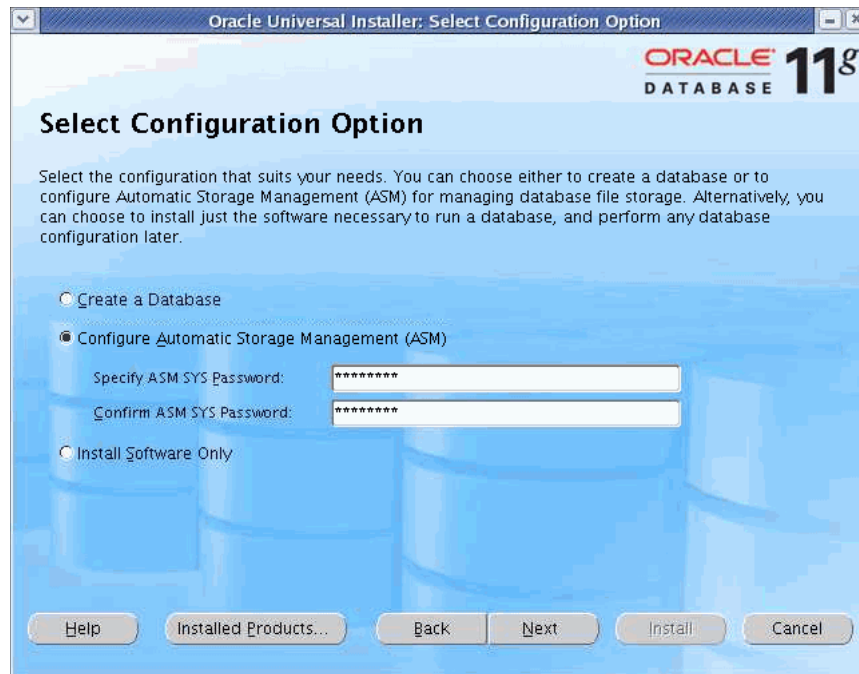 Oracle Universal Installer: Select Configuration Option
ORACLE
DATABASE 11g
Select Configuration Option
Select the configuration that suits your needs. You can choose either to create a database or to
configure Automatic Storage Management (ASM) for managing database file storage. Alternatively, you
can choose to install just the software necessary to run a database, and perform any database
configuration later.
Create a Database
Configure Automatic Storage Management (ASM)
Specify ASM SYS Password: ********
Confirm ASM SYS Password: ********
Install Software Only
Help Installed Products... Back Next Install Cancel